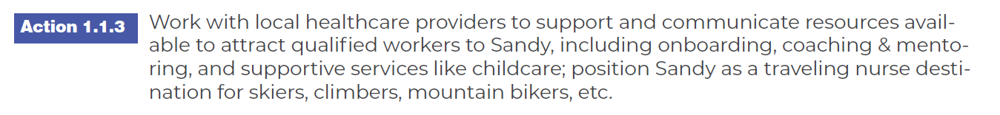 Action 1.1.3 Work with local healthcare providers to support and communicate resources avail-
able to attract qualified workers to Sandy, including onboarding, coaching & mento-
ring, and supportive services like childcare; position Sandy as a traveling nurse desti-
nation for skiers, climbers, mountain bikers, etc.